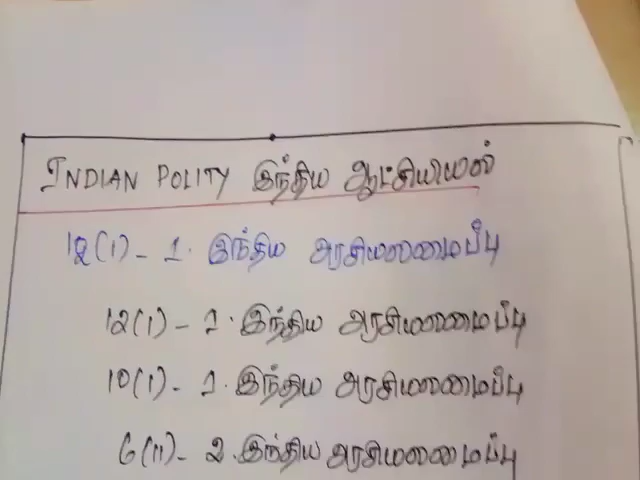 INDIAN POLITY இந்திய ஆட்சியியல்
12(1) - 1. இந்திய அரசியலமைப்பு
12(1) - 1. இந்திய அரசியலமைப்பு
10(1) - 1. இந்திய அரசியலமைப்பு
6(11) - 2. இந்திய அரசியலமைப்பு